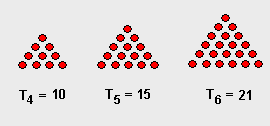 T₄ = 10 T₅ = 15 T₆ = 21